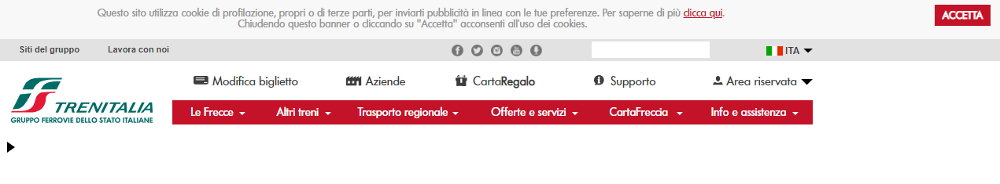 Questo sito utilizza cookie di profilazione, propri o di terze parti, per inviarti pubblicità in linea con le tue preferenze. Per saperne di più clicca qui.
Chiudendo questo banner o cliccando su "Accetta" acconsenti all'uso dei cookies.
ACCETTA
Siti del gruppo Lavora con noi ITA
Modifica biglietto Aziende CartaRegalo Supporto Area riservata
TRENITALIA
GRUPPO FERROVIE DELLO STATO ITALIANE
Le Frecce Altri treni Trasporto regionale Offerte e servizi CartaFreccia Info e assistenza